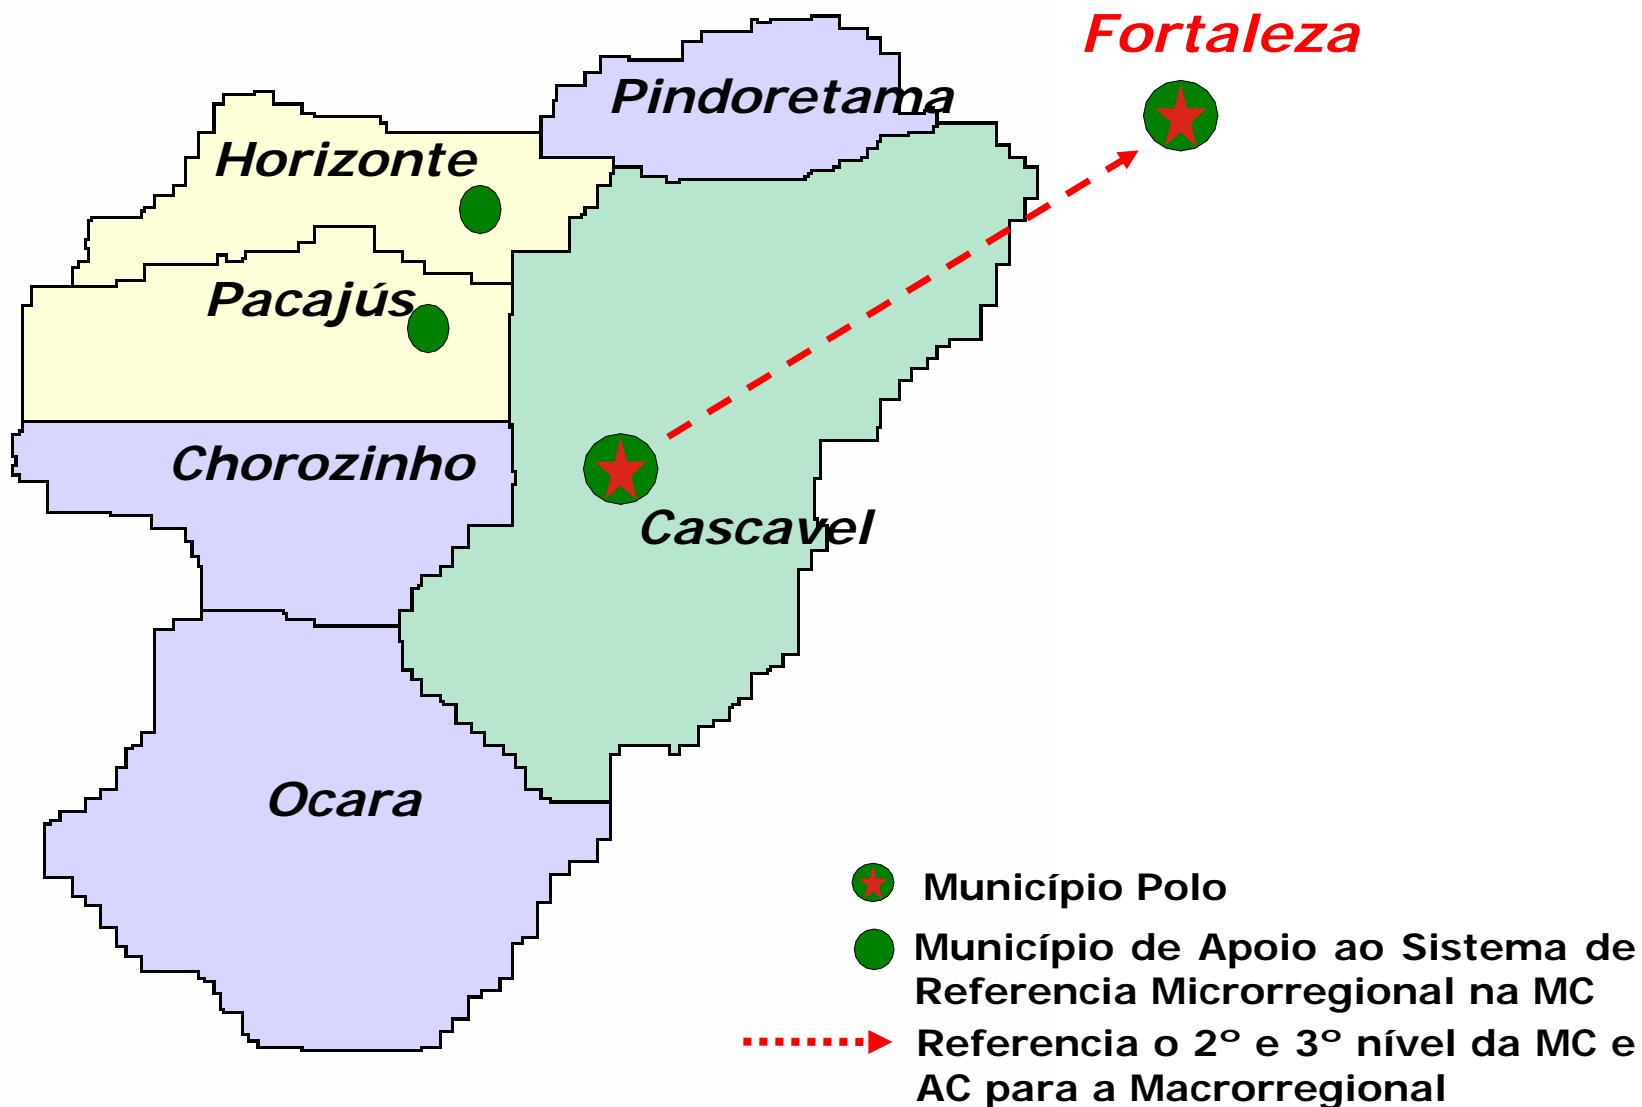 Fortaleza
Pindoretama
Horizonte
Pacajús
Chorozinho
Cascavel
Ocara
Município Polo
Município de Apoio ao Sistema de
Referencia Microrregional na MC
Referencia o 2º e 3º nível da MC e
AC para a Macrorregional